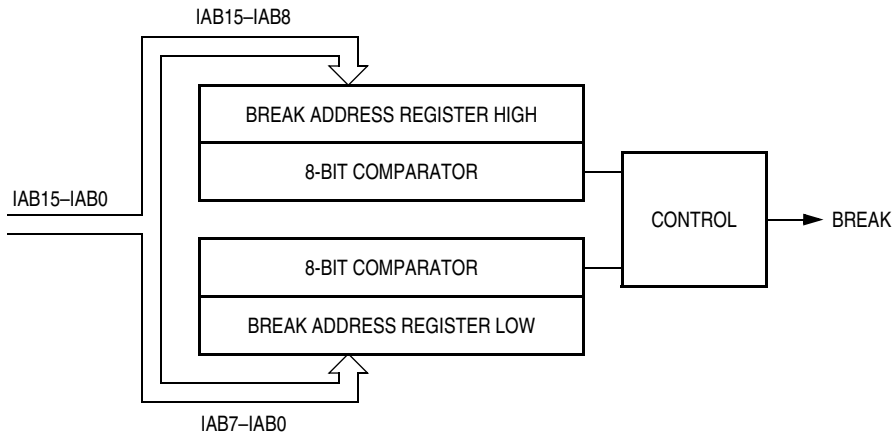 IAB15–IAB8
BREAK ADDRESS REGISTER HIGH
8-BIT COMPARATOR
IAB15–IAB0
CONTROL
BREAK
8-BIT COMPARATOR
BREAK ADDRESS REGISTER LOW
IAB7–IAB0